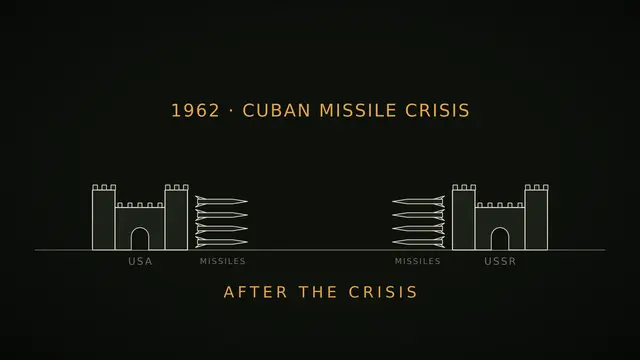 1962 · CUBAN MISSILE CRISIS
USA MISSILES MISSILES USSR
AFTER THE CRISIS